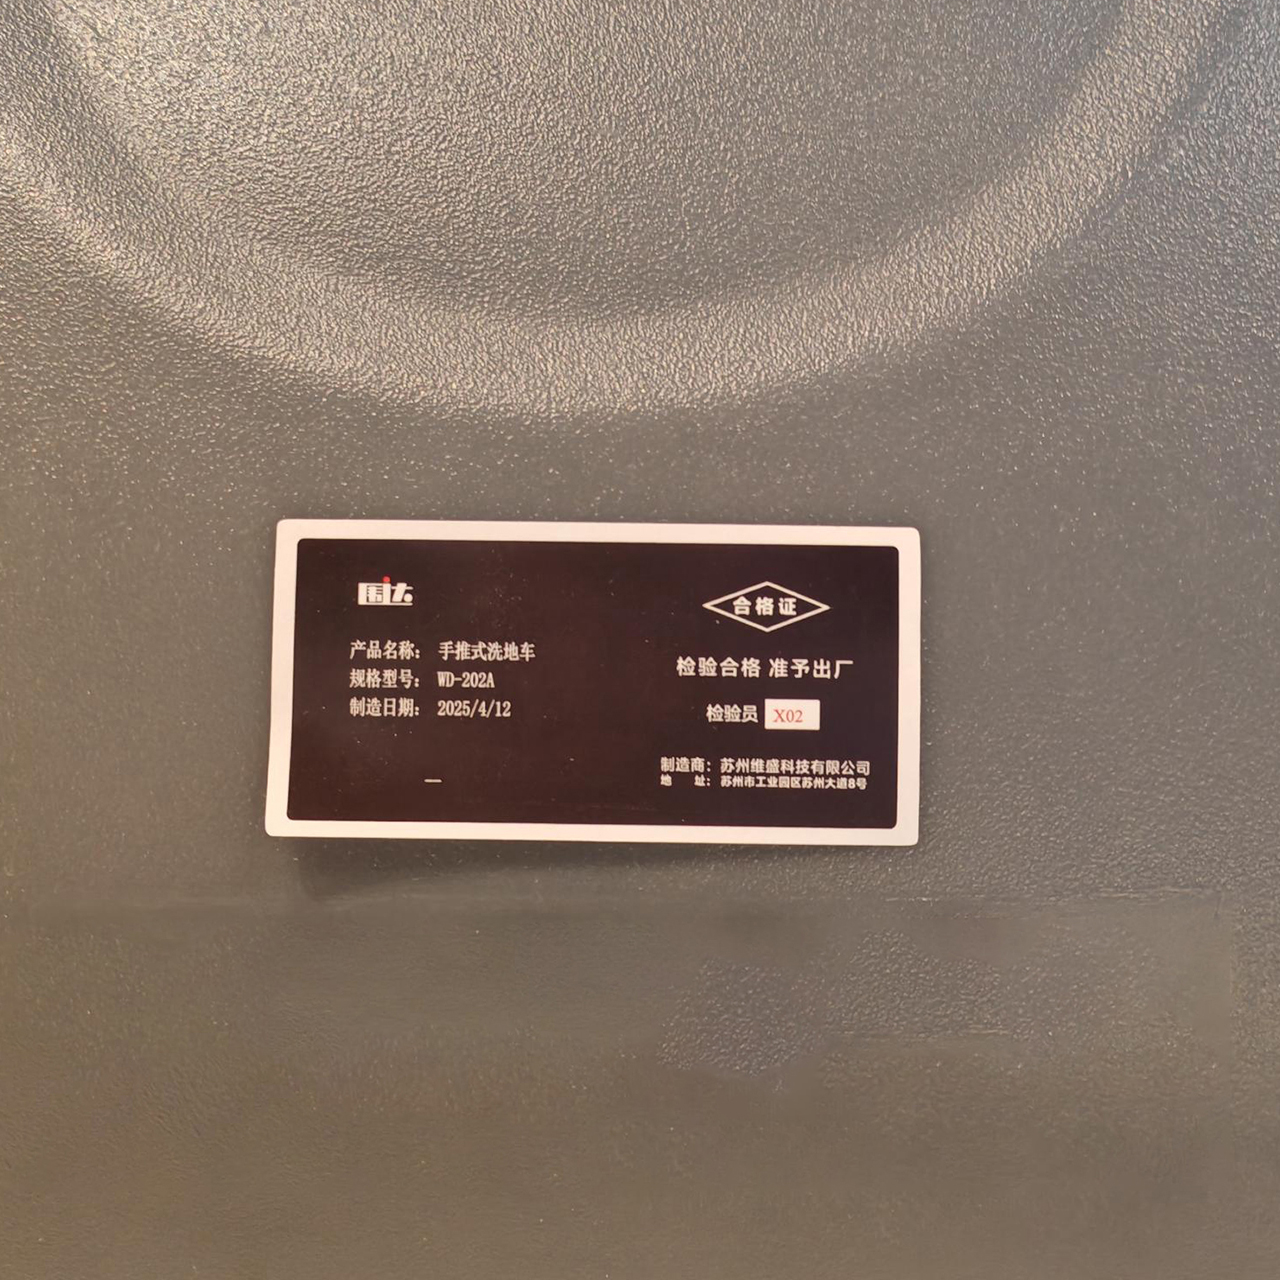 围达
产品名称： 手推式洗地车
规格型号： WD-202A
制造日期： 2025/4/12
合格证
检验合格 准予出厂
检验员 X02
制造商：苏州维盛科技有限公司
地 址：苏州市工业园区苏州大道8号